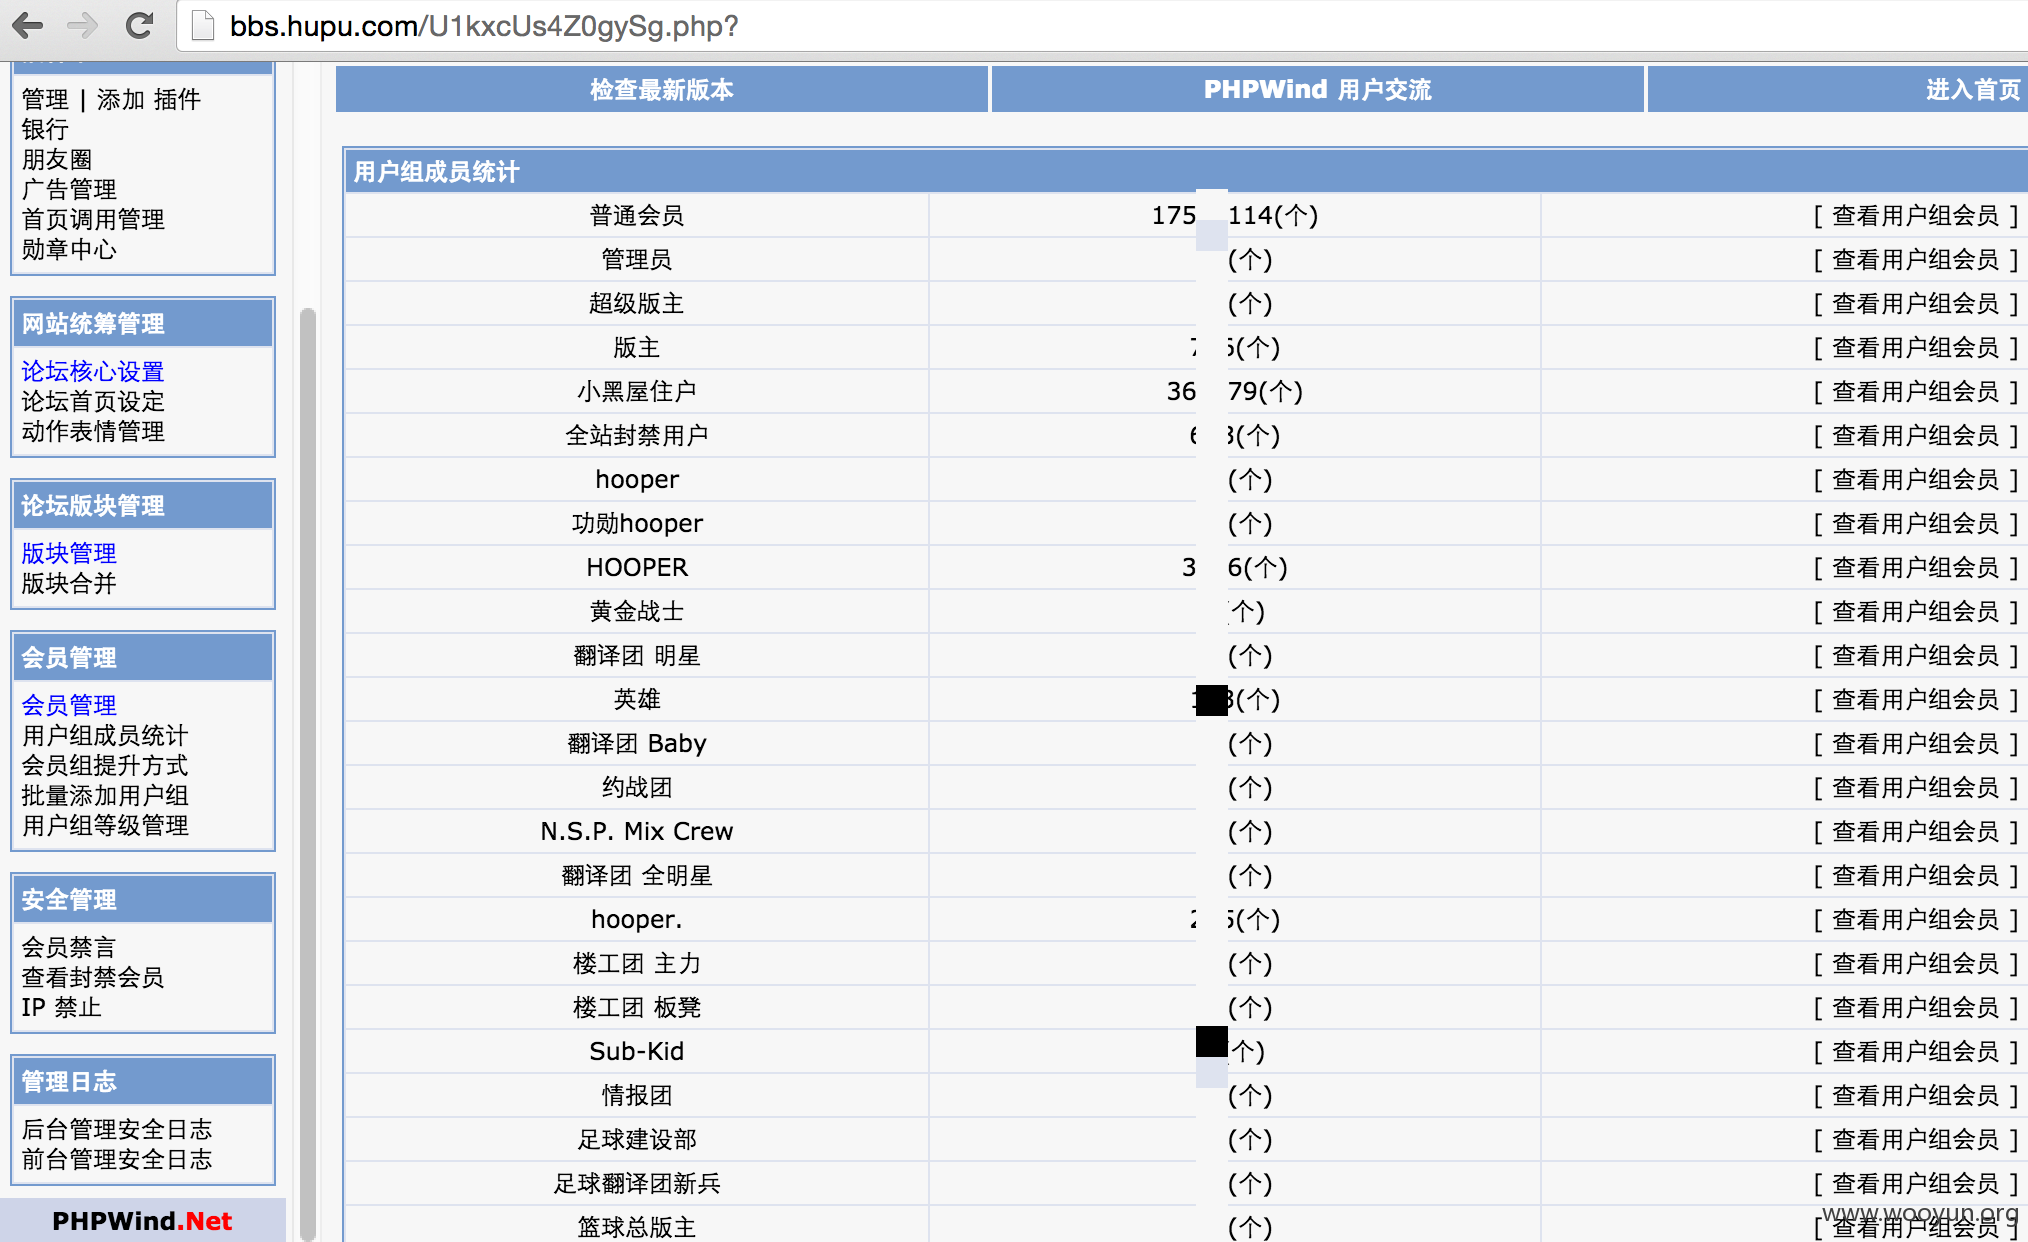 bbs.hupu.com/U1kxcUs4Z0gySg.php?
管理 | 添加 插件
银行
朋友圈
广告管理
首页调用管理
勋章中心
网站统筹管理
论坛核心设置
论坛首页设定
动作表情管理
论坛版块管理
版块管理
版块合并
会员管理
会员管理
用户组成员统计
会员组提升方式
批量添加用户组
用户组等级管理
安全管理
会员禁言
查看封禁会员
IP 禁止
管理日志
后台管理安全日志
前台管理安全日志
PHPWind.Net
检查最新版本 PHPWind 用户交流 进入首页
用户组成员统计
普通会员 175 114(个) [ 查看用户组会员 ]
管理员 (个) [ 查看用户组会员 ]
超级版主 (个) [ 查看用户组会员 ]
版主 (个) [ 查看用户组会员 ]
小黑屋住户 36 79(个) [ 查看用户组会员 ]
全站封禁用户 (个) [ 查看用户组会员 ]
hooper (个) [ 查看用户组会员 ]
功勋hooper (个) [ 查看用户组会员 ]
HOOPER 3 6(个) [ 查看用户组会员 ]
黄金战士 (个) [ 查看用户组会员 ]
翻译团 明星 (个) [ 查看用户组会员 ]
英雄 (个) [ 查看用户组会员 ]
翻译团 Baby (个) [ 查看用户组会员 ]
约战团 (个) [ 查看用户组会员 ]
N.S.P. Mix Crew (个) [ 查看用户组会员 ]
翻译团 全明星 (个) [ 查看用户组会员 ]
hooper. (个) [ 查看用户组会员 ]
楼工团 主力 (个) [ 查看用户组会员 ]
楼工团 板凳 (个) [ 查看用户组会员 ]
Sub-Kid (个) [ 查看用户组会员 ]
情报团 (个) [ 查看用户组会员 ]
足球建设部 (个) [ 查看用户组会员 ]
足球翻译团新兵 (个) [ 查看用户组会员 ]
篮球总版主 (个) [ 查看用户组会员 ]
www.wooyun.org